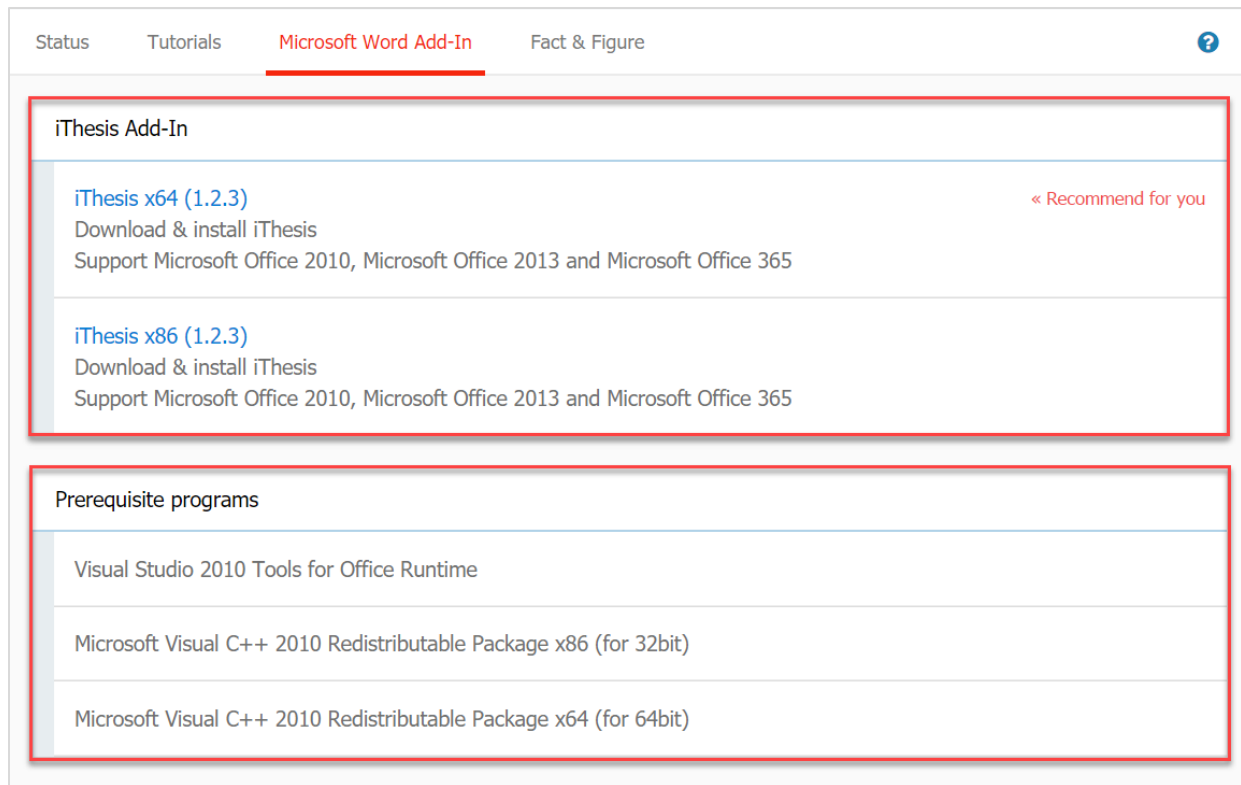 Status Tutorials Microsoft Word Add-In Fact & Figure ?
iThesis Add-In
iThesis x64 (1.2.3) « Recommend for you
Download & install iThesis
Support Microsoft Office 2010, Microsoft Office 2013 and Microsoft Office 365
iThesis x86 (1.2.3)
Download & install iThesis
Support Microsoft Office 2010, Microsoft Office 2013 and Microsoft Office 365
Prerequisite programs
Visual Studio 2010 Tools for Office Runtime
Microsoft Visual C++ 2010 Redistributable Package x86 (for 32bit)
Microsoft Visual C++ 2010 Redistributable Package x64 (for 64bit)